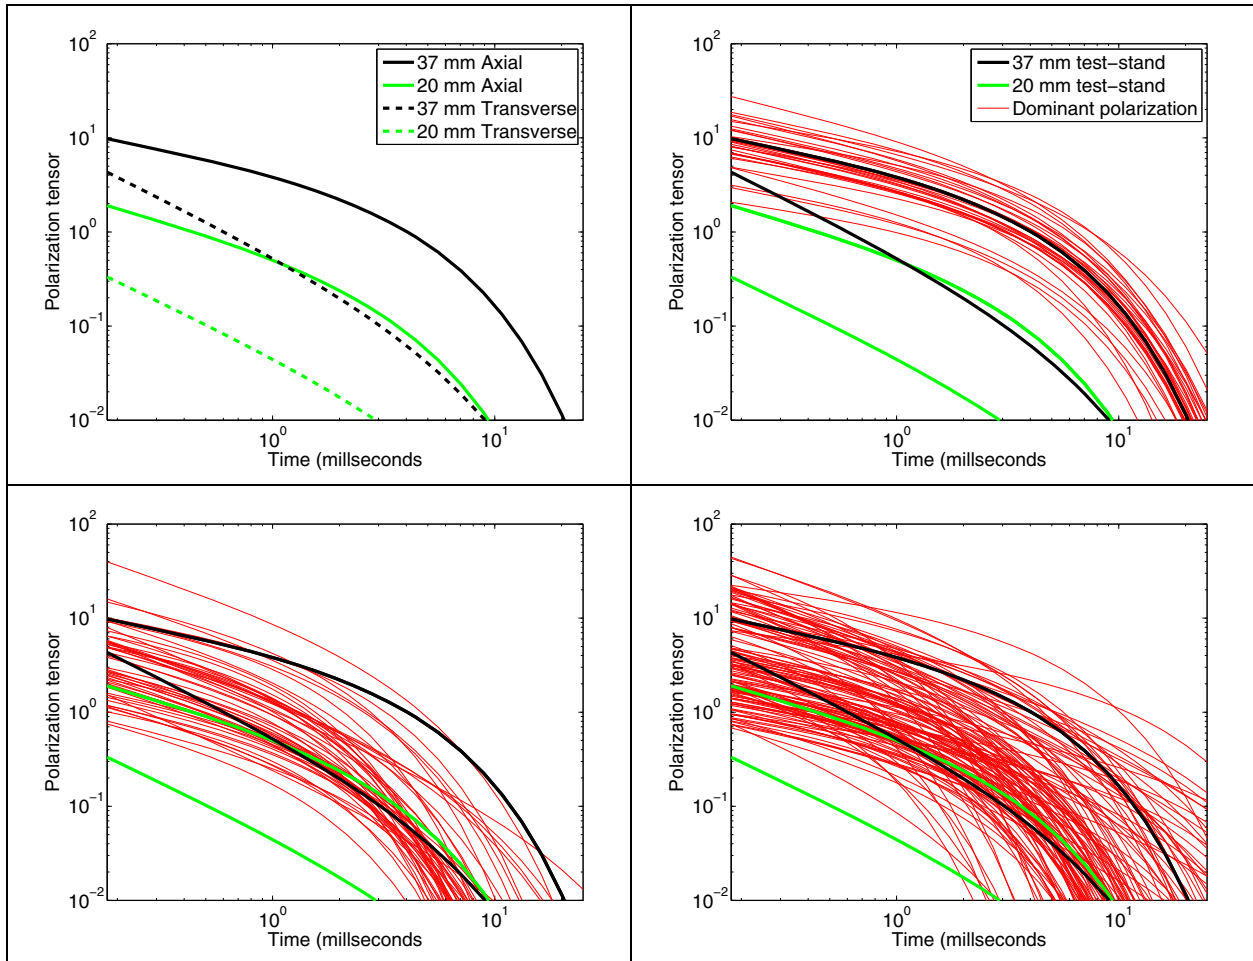 10^2
10^1
10^0
10^-1
10^-2
Polarization tensor
10^0
10^1
Time (millseconds
37 mm Axial
20 mm Axial
37 mm Transverse
20 mm Transverse
10^2
10^1
10^0
10^-1
10^-2
Polarization tensor
10^0
10^1
Time (millseconds
37 mm test-stand
20 mm test-stand
Dominant polarization
10^2
10^1
10^0
10^-1
10^-2
Polarization tensor
10^0
10^1
Time (millseconds
10^2
10^1
10^0
10^-1
10^-2
Polarization tensor
10^0
10^1
Time (millseconds